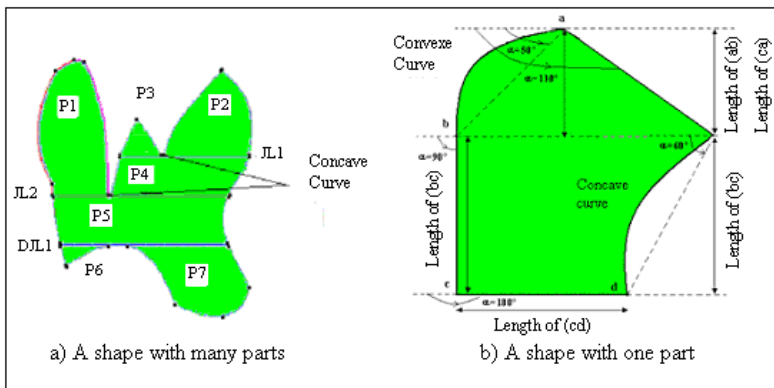 P1
P3
P2
P4
JL1
Concave
Curve
JL2
P5
DJL1
P6
P7
a) A shape with many parts
a
Convexe
Curve
α=50°
α=130°
Length of (ab)
Length of (ca)
b
α=90°
α=60°
Concave
curve
Length of (bc)
Length of (bc)
c
α=180°
d
Length of (cd)
b) A shape with one part